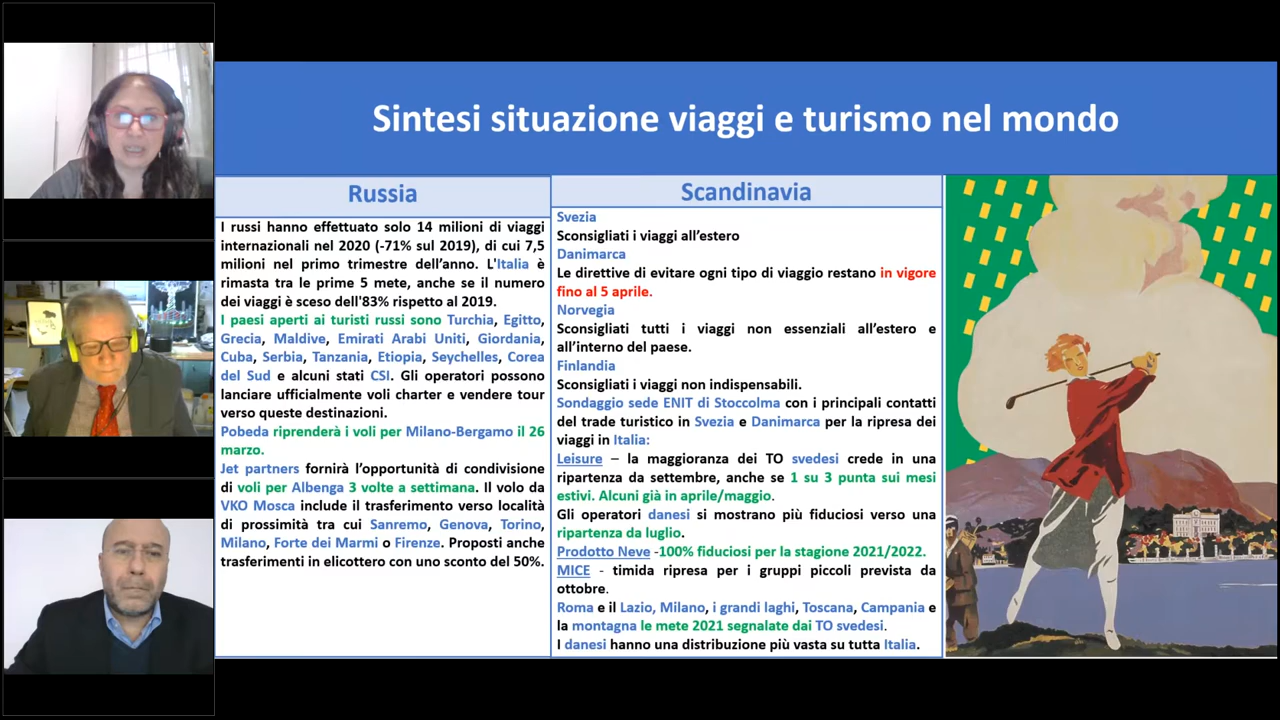 Sintesi situazione viaggi e turismo nel mondo
Russia
I russi hanno effettuato solo 14 milioni di viaggi
internazionali nel 2020 (-71% sul 2019), di cui 7,5
milioni nel primo trimestre dell'anno. L'Italia è
rimasta tra le prime 5 mete, anche se il numero
dei viaggi è sceso dell'83% rispetto al 2019.
I paesi aperti ai turisti russi sono Turchia, Egitto,
Grecia, Maldive, Emirati Arabi Uniti, Giordania,
Cuba, Serbia, Tanzania, Etiopia, Seychelles, Corea
del Sud e alcuni stati CSI. Gli operatori possono
lanciare ufficialmente voli charter e vendere tour
verso queste destinazioni.
Pobeda riprenderà i voli per Milano-Bergamo il 26
marzo.
Jet partners fornirà l'opportunità di condivisione
di voli per Albenga 3 volte a settimana. Il volo da
VKO Mosca include il trasferimento verso località
di prossimità tra cui Sanremo, Genova, Torino,
Milano, Forte dei Marmi o Firenze. Proposti anche
trasferimenti in elicottero con uno sconto del 50%.
Scandinavia
Svezia
Sconsigliati i viaggi all'estero
Danimarca
Le direttive di evitare ogni tipo di viaggio restano in vigore
fino al 5 aprile.
Norvegia
Sconsigliati tutti i viaggi non essenziali all'estero e
all'interno del paese.
Finlandia
Sconsigliati i viaggi non indispensabili.
Sondaggio sede ENIT di Stoccolma con i principali contatti
del trade turistico in Svezia e Danimarca per la ripresa dei
viaggi in Italia:
Leisure – la maggioranza dei TO svedesi crede in una
ripartenza da settembre, anche se 1 su 3 punta sui mesi
estivi. Alcuni già in aprile/maggio.
Gli operatori danesi si mostrano più fiduciosi verso una
ripartenza da luglio.
Prodotto Neve -100% fiduciosi per la stagione 2021/2022.
MICE - timida ripresa per i gruppi piccoli prevista da
ottobre.
Roma e il Lazio, Milano, i grandi laghi, Toscana, Campania e
la montagna le mete 2021 segnalate dai TO svedesi.
I danesi hanno una distribuzione più vasta su tutta Italia.